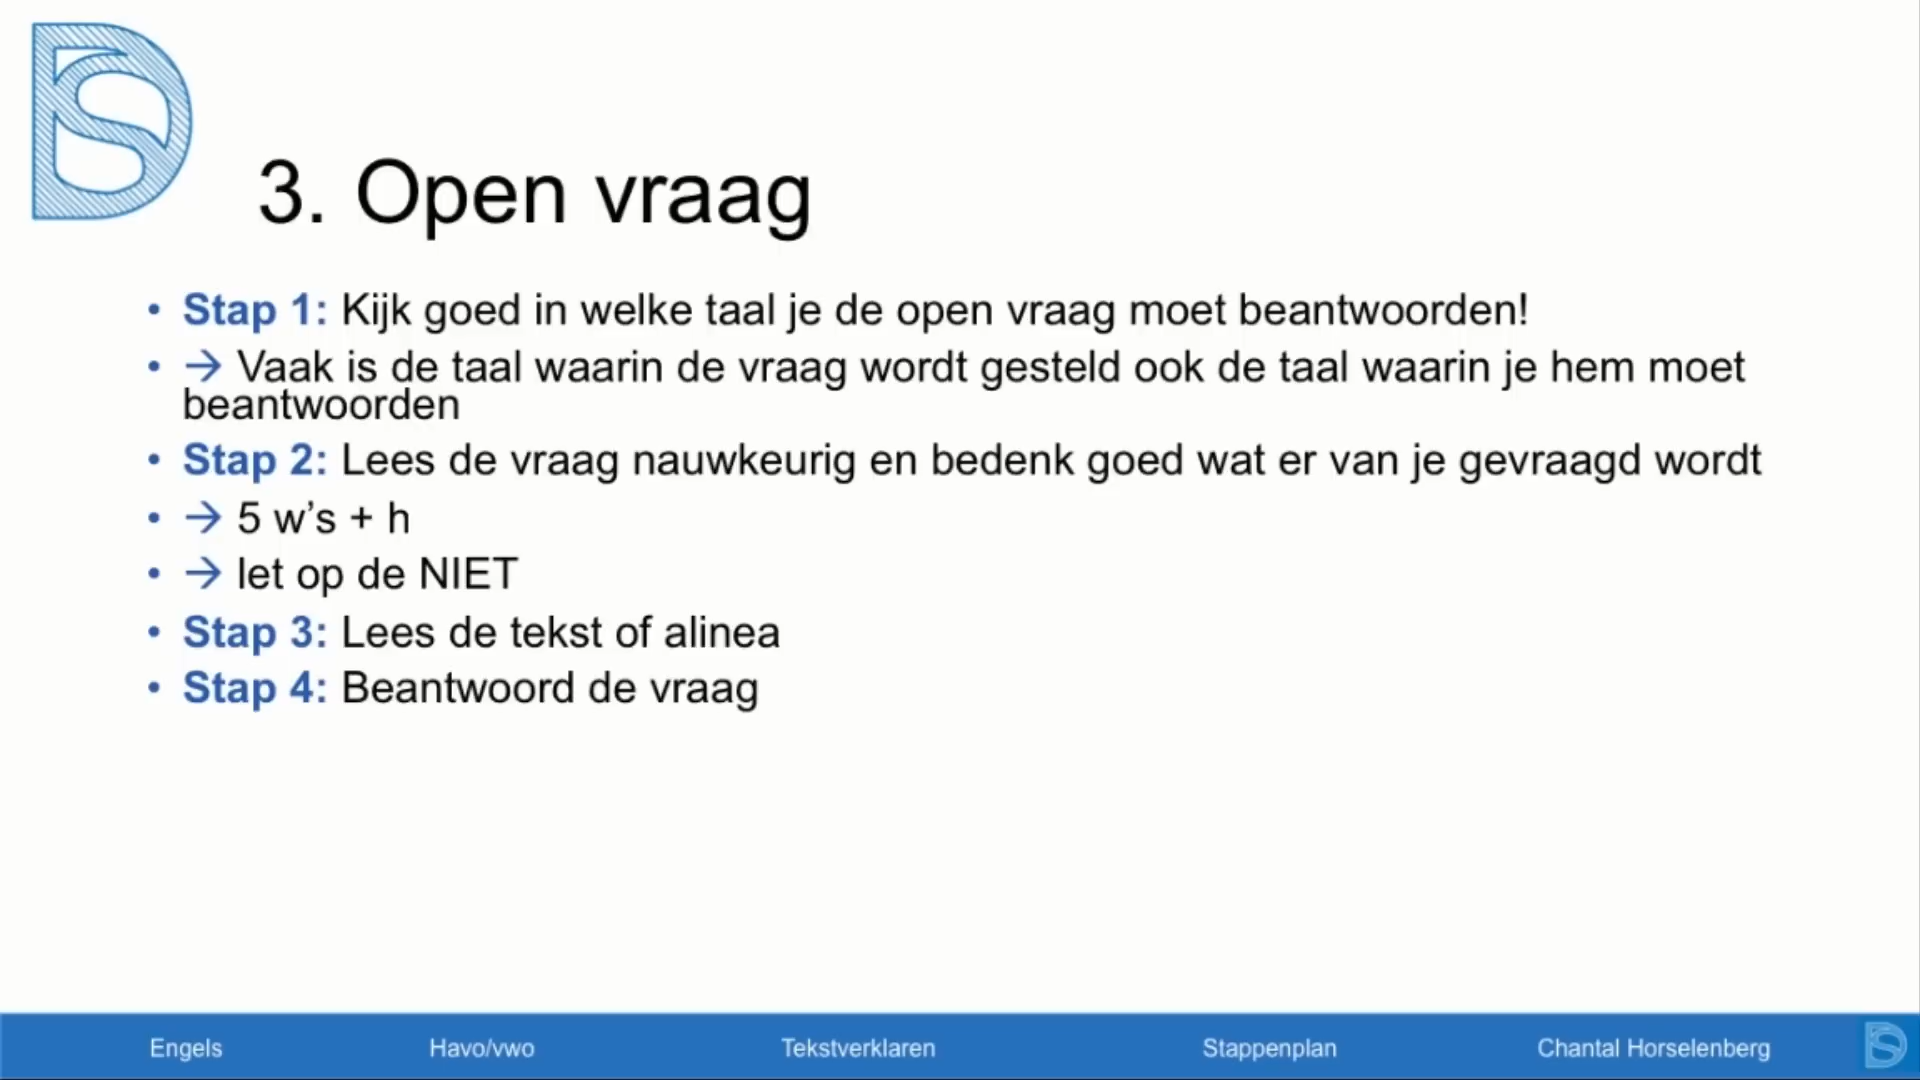 3. Open vraag
• Stap 1: Kijk goed in welke taal je de open vraag moet beantwoorden!
• → Vaak is de taal waarin de vraag wordt gesteld ook de taal waarin je hem moet
beantwoorden
• Stap 2: Lees de vraag nauwkeurig en bedenk goed wat er van je gevraagd wordt
• → 5 w’s + h
• → let op de NIET
• Stap 3: Lees de tekst of alinea
• Stap 4: Beantwoord de vraag
Engels Havo/vwo Tekstverklaren Stappenplan Chantal Horselenberg